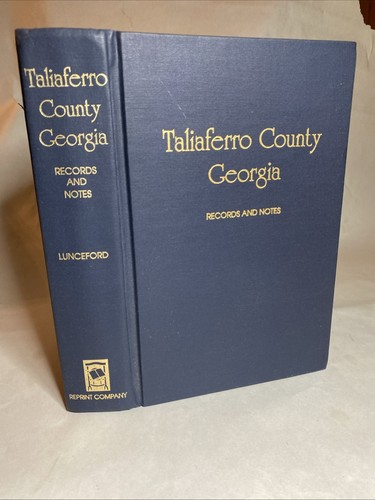 Taliaferro
County
Georgia
RECORDS
AND
NOTES
LUNCEFORD
REPRINT COMPANY
Taliaferro County
Georgia
RECORDS AND NOTES